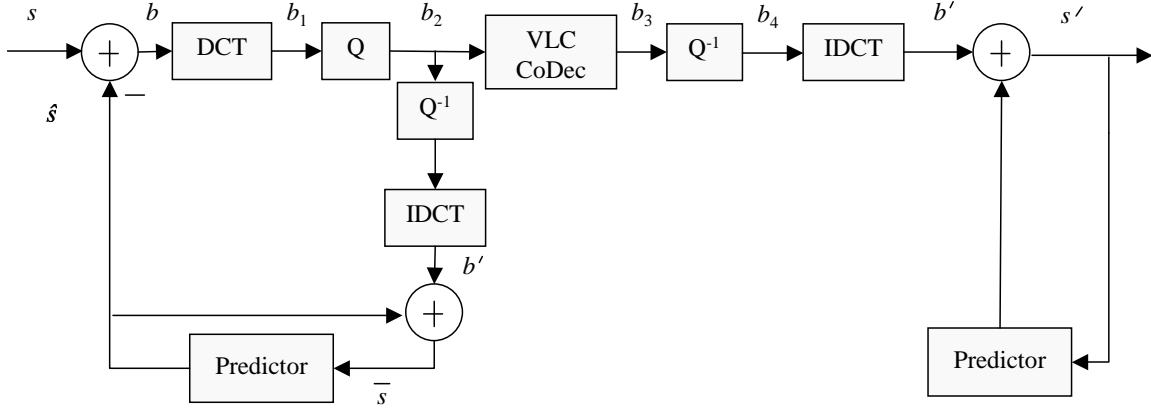 s
b
b₁
b₂
b₃
b₄
b′
s′
+
DCT
Q
VLC
CoDec
Q⁻¹
IDCT
+
ŝ
−
Q⁻¹
IDCT
b′
+
Predictor
s̅
Predictor